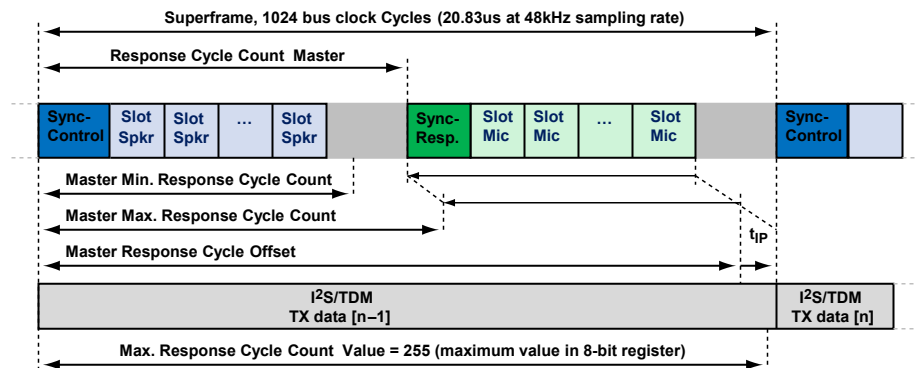 Superframe, 1024 bus clock Cycles (20.83us at 48kHz sampling rate)
Response Cycle Count Master
Sync-
Control
Slot
Spkr
Slot
Spkr
...
Slot
Spkr
Sync-
Resp.
Slot
Mic
Slot
Mic
...
Slot
Mic
Sync-
Control
Master Min. Response Cycle Count
Master Max. Response Cycle Count
Master Response Cycle Offset
tIP
I²S/TDM
TX data [n–1]
I²S/TDM
TX data [n]
Max. Response Cycle Count Value = 255 (maximum value in 8-bit register)